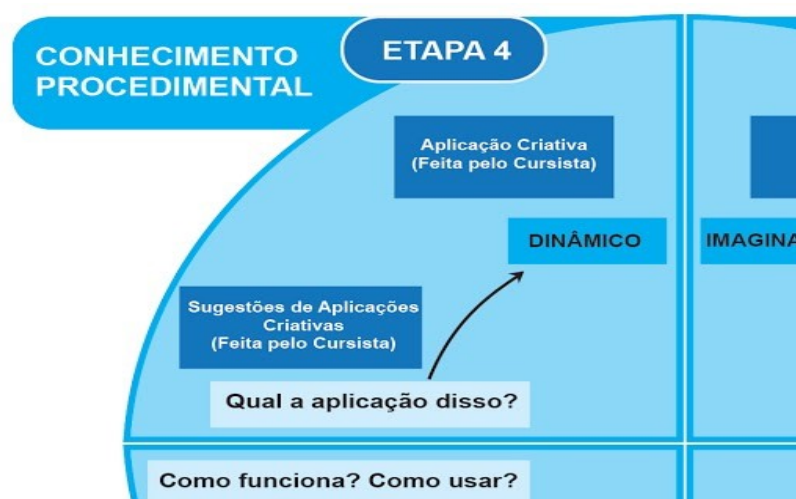 CONHECIMENTO
PROCEDIMENTAL
ETAPA 4
Aplicação Criativa
(Feita pelo Cursista)
DINÂMICO
Sugestões de Aplicações
Criativas
(Feita pelo Cursista)
Qual a aplicação disso?
Como funciona? Como usar?